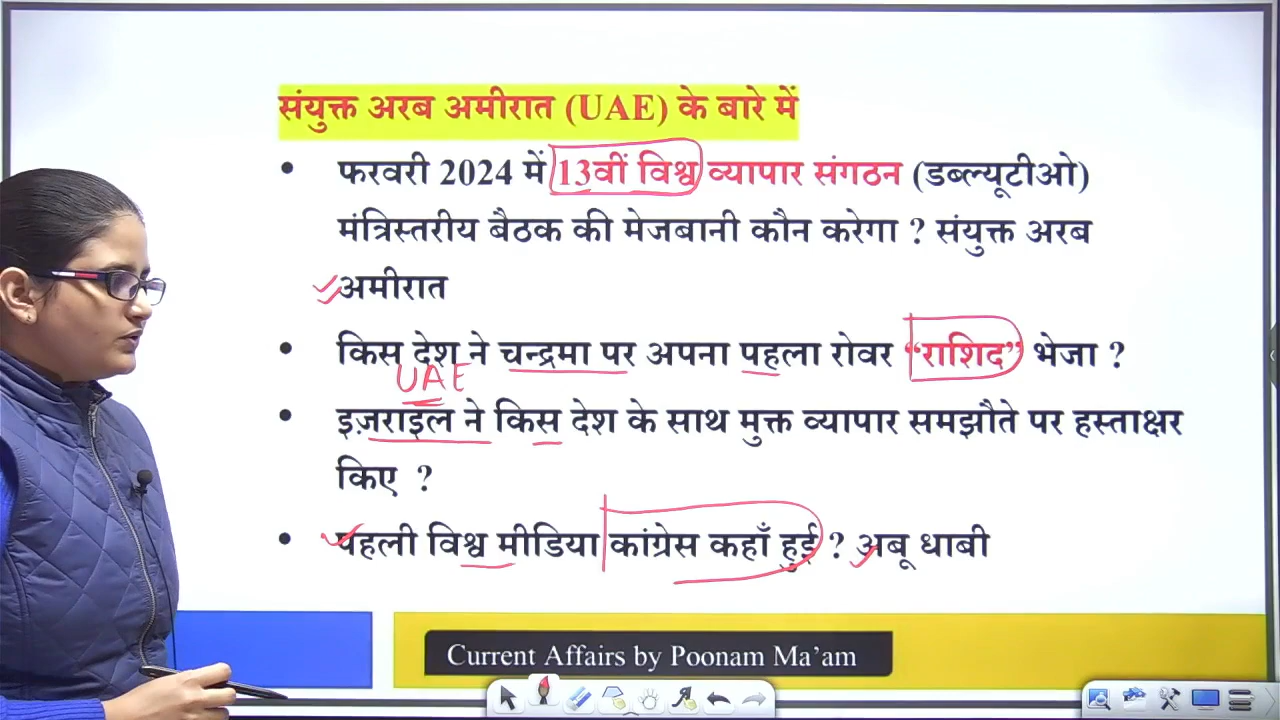 संयुक्त अरब अमीरात (UAE) के बारे में
• फरवरी 2024 में 13वीं विश्व व्यापार संगठन (डब्ल्यूटीओ)
मंत्रिस्तरीय बैठक की मेजबानी कौन करेगा ? संयुक्त अरब
अमीरात
• किस देश ने चन्द्रमा पर अपना पहला रोवर “राशिद” भेजा ?
UAE
• इज़राइल ने किस देश के साथ मुक्त व्यापार समझौते पर हस्ताक्षर
किए ?
• पहली विश्व मीडिया कांग्रेस कहाँ हुई ? अबू धाबी
Current Affairs by Poonam Ma’am